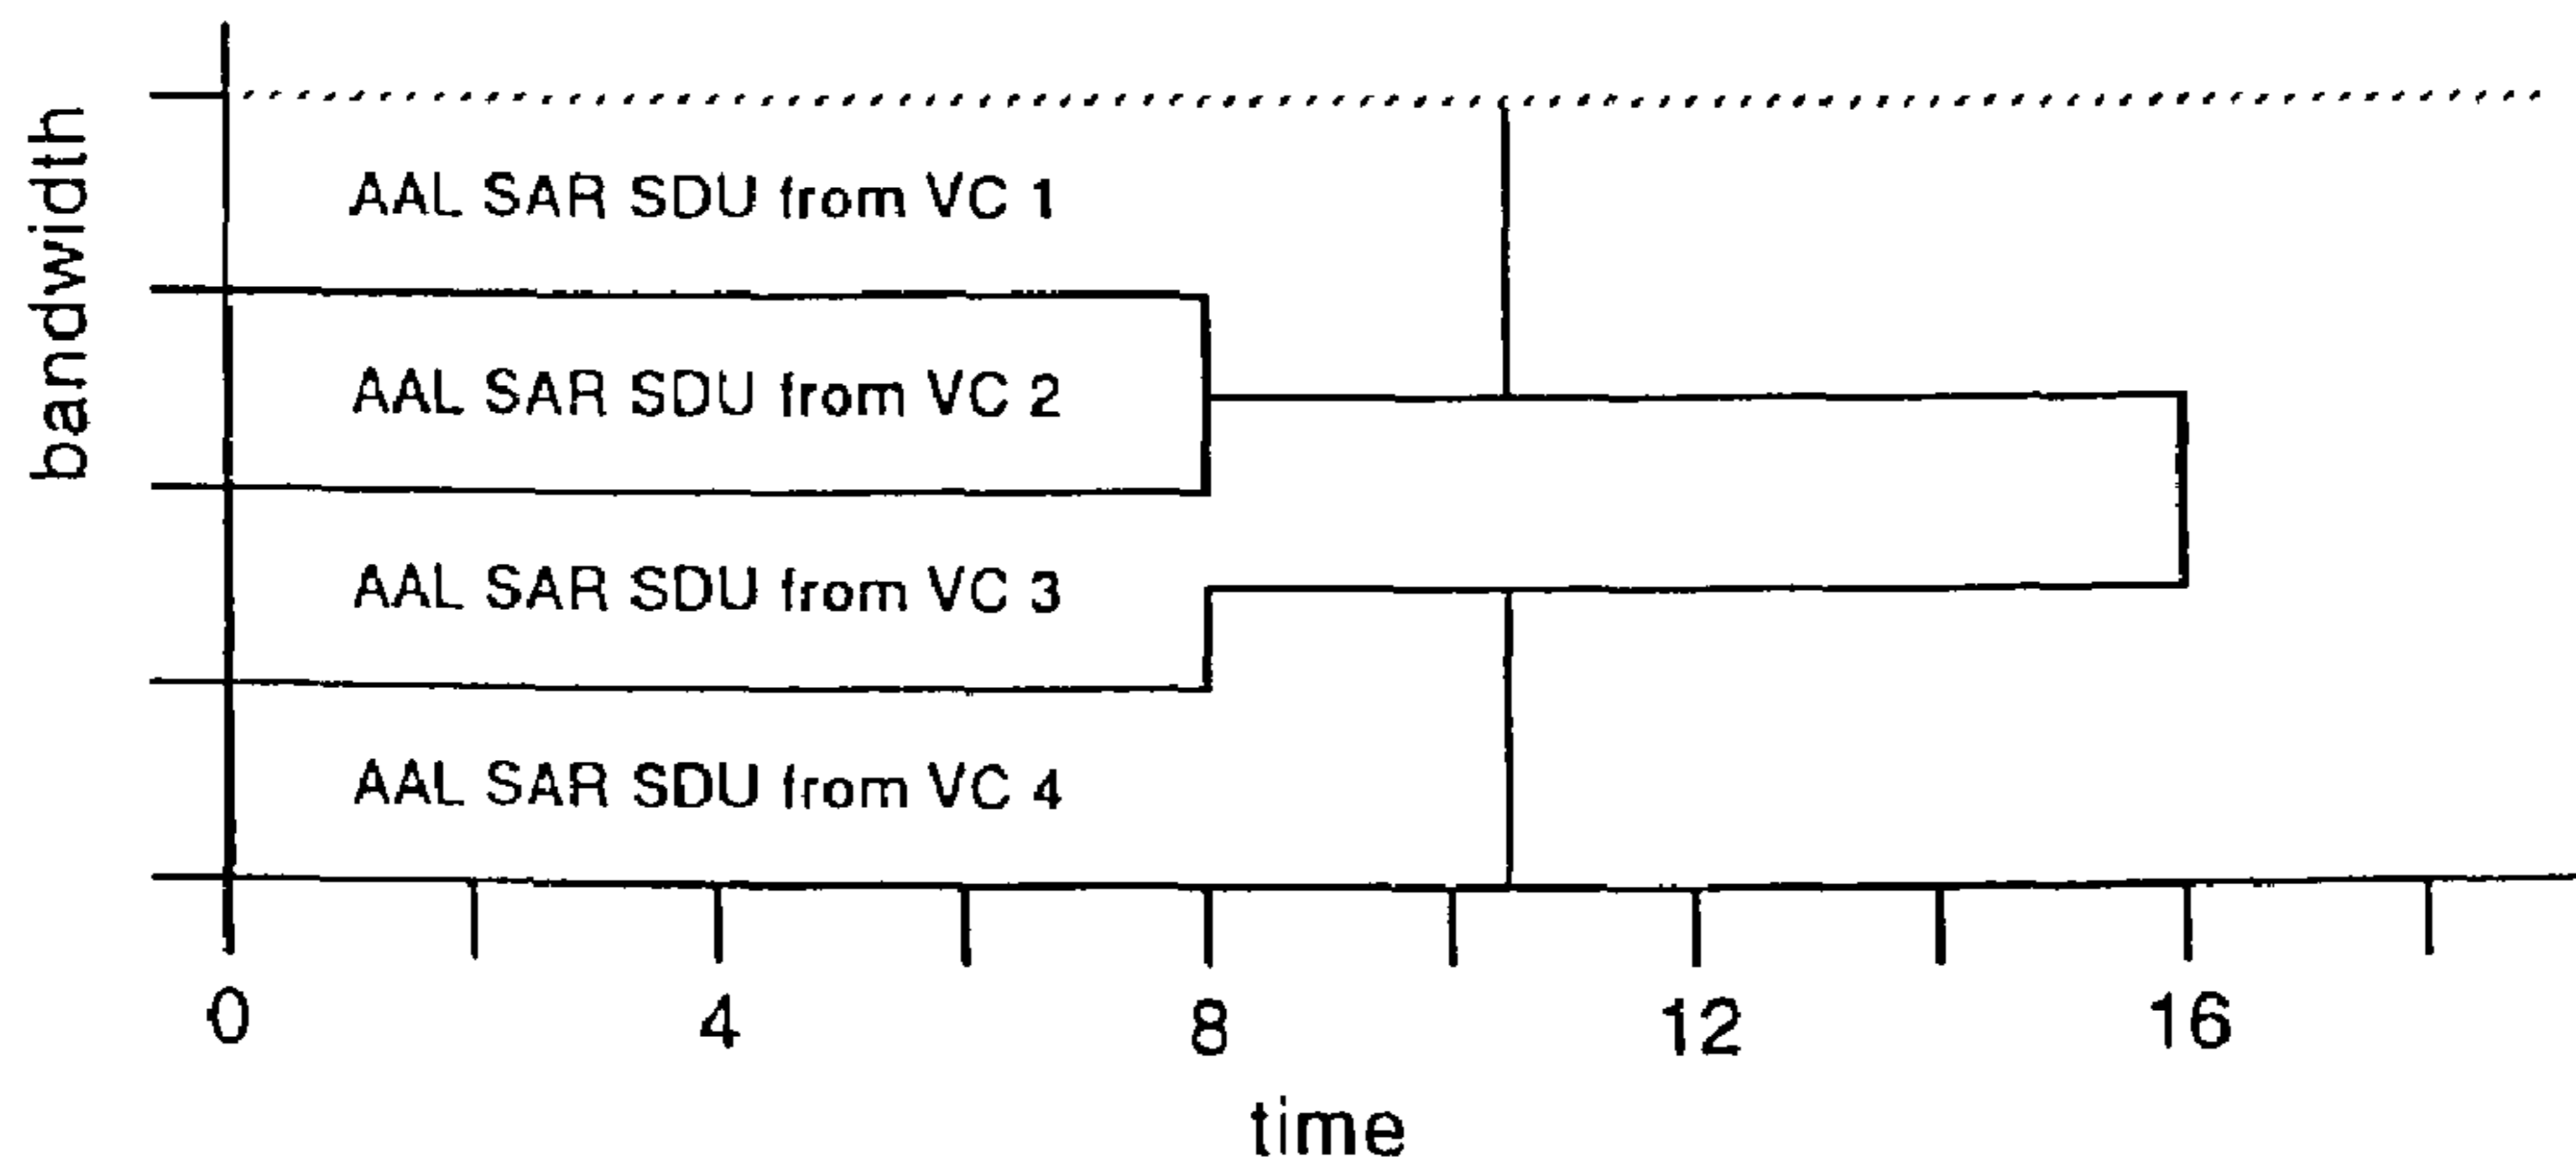 bandwidth
AAL SAR SDU from VC 1
AAL SAR SDU from VC 2
AAL SAR SDU from VC 3
AAL SAR SDU from VC 4
0 4 8 12 16
time